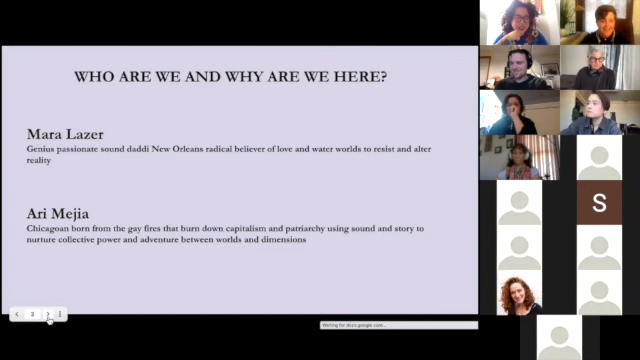 WHO ARE WE AND WHY ARE WE HERE?
Mara Lazer
Genius passionate sound daddi New Orleans radical believer of love and water worlds to resist and alter
reality
Ari Mejia
Chicagoan born from the gay fires that burn down capitalism and patriarchy using sound and story to
nurture collective power and adventure between worlds and dimensions
S
3
Waiting for docs.google.com...